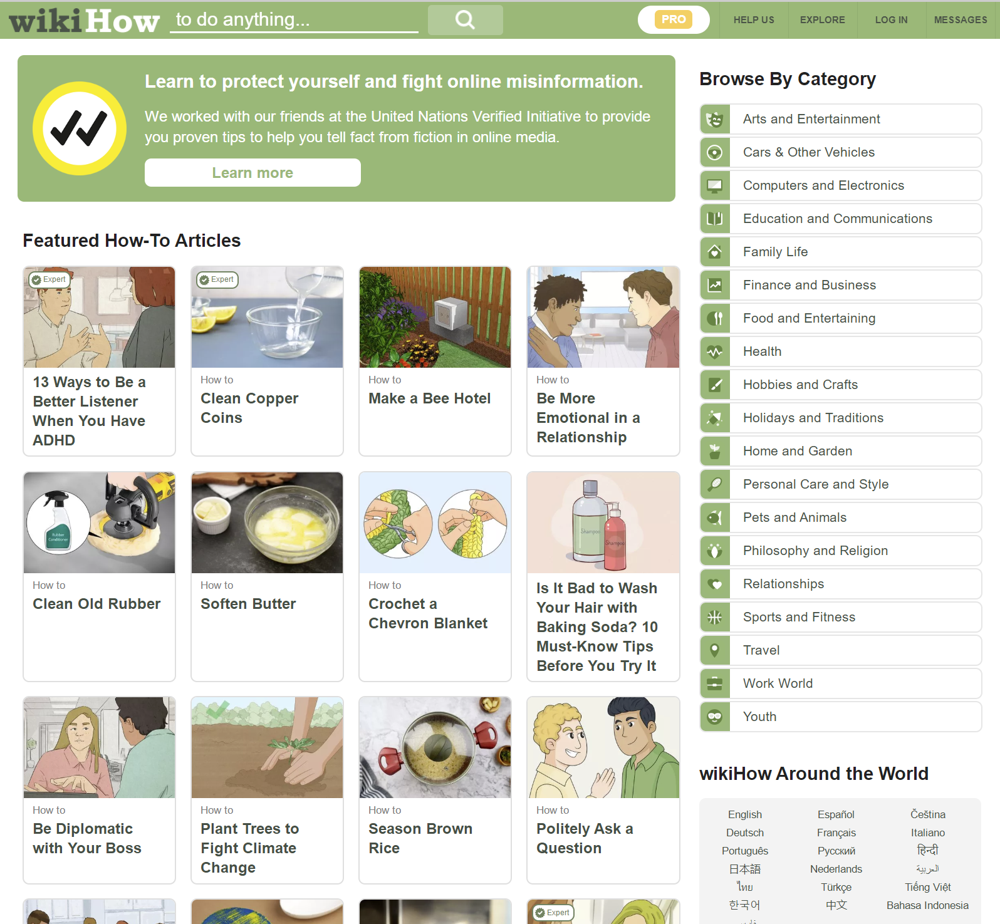 wikiHow to do anything...
PRO
HELP US
EXPLORE
LOG IN
MESSAGES
Learn to protect yourself and fight online misinformation.
We worked with our friends at the United Nations Verified Initiative to provide
you proven tips to help you tell fact from fiction in online media.
Learn more
Featured How-To Articles
Expert
13 Ways to Be a
Better Listener
When You Have
ADHD
Expert
How to
Clean Copper
Coins
How to
Make a Bee Hotel
How to
Be More
Emotional in a
Relationship
Rubber
Conditioner
How to
Clean Old Rubber
How to
Soften Butter
How to
Crochet a
Chevron Blanket
Shampoo
Shampoo
Is It Bad to Wash
Your Hair with
Baking Soda? 10
Must-Know Tips
Before You Try It
How to
Be Diplomatic
with Your Boss
How to
Plant Trees to
Fight Climate
Change
How to
Season Brown
Rice
How to
Politely Ask a
Question
Expert
Browse By Category
Arts and Entertainment
Cars & Other Vehicles
Computers and Electronics
Education and Communications
Family Life
Finance and Business
Food and Entertaining
Health
Hobbies and Crafts
Holidays and Traditions
Home and Garden
Personal Care and Style
Pets and Animals
Philosophy and Religion
Relationships
Sports and Fitness
Travel
Work World
Youth
wikiHow Around the World
English Español Čeština
Deutsch Français Italiano
Português Русский हिन्दी
日本語 Nederlands العربية
ไทย Türkçe Tiếng Việt
한국어 中文 Bahasa Indonesia